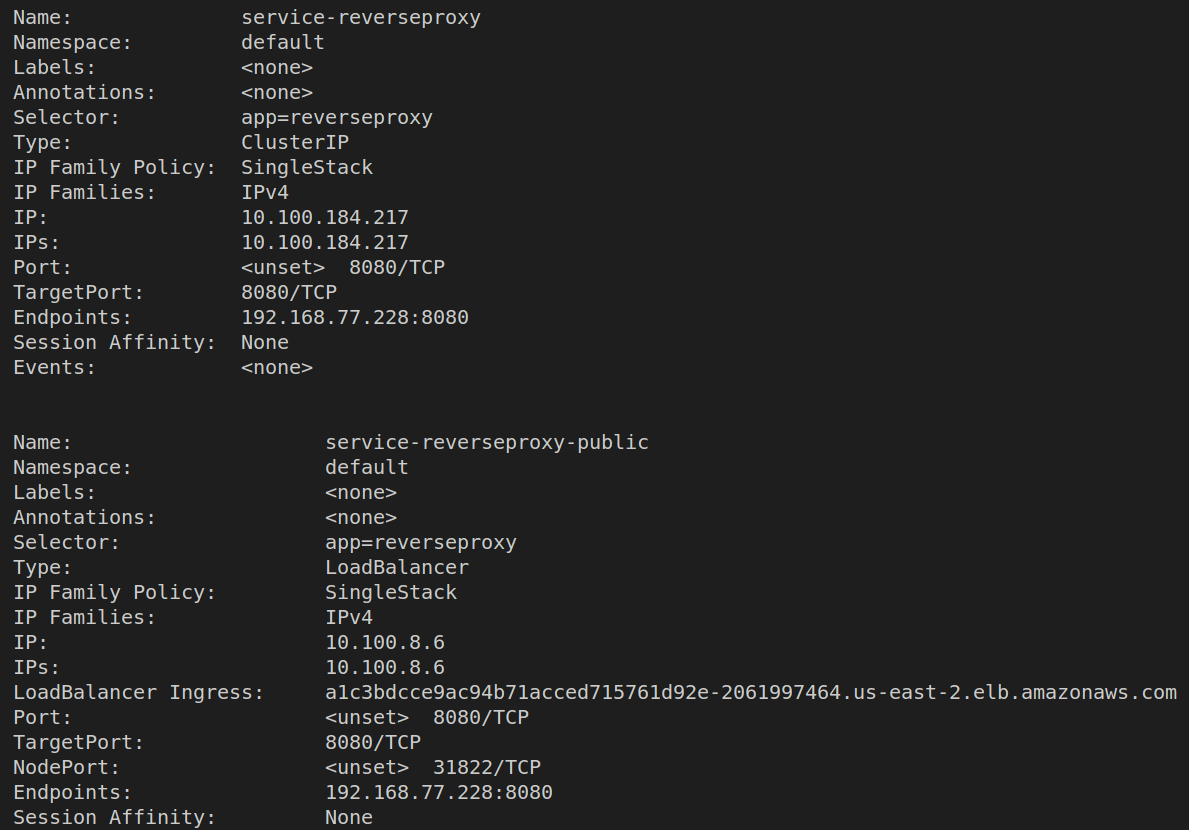 Name:              service-reverseproxy
Namespace:         default
Labels:            <none>
Annotations:       <none>
Selector:          app=reverseproxy
Type:              ClusterIP
IP Family Policy:  SingleStack
IP Families:       IPv4
IP:                10.100.184.217
IPs:               10.100.184.217
Port:              <unset>  8080/TCP
TargetPort:        8080/TCP
Endpoints:         192.168.77.228:8080
Session Affinity:  None
Events:            <none>
Name:                     service-reverseproxy-public
Namespace:                default
Labels:                   <none>
Annotations:              <none>
Selector:                 app=reverseproxy
Type:                     LoadBalancer
IP Family Policy:         SingleStack
IP Families:              IPv4
IP:                       10.100.8.6
IPs:                      10.100.8.6
LoadBalancer Ingress:     a1c3bdcce9ac94b71acced715761d92e-2061997464.us-east-2.elb.amazonaws.com
Port:                     <unset>  8080/TCP
TargetPort:               8080/TCP
NodePort:                 <unset>  31822/TCP
Endpoints:                192.168.77.228:8080
Session Affinity:         None